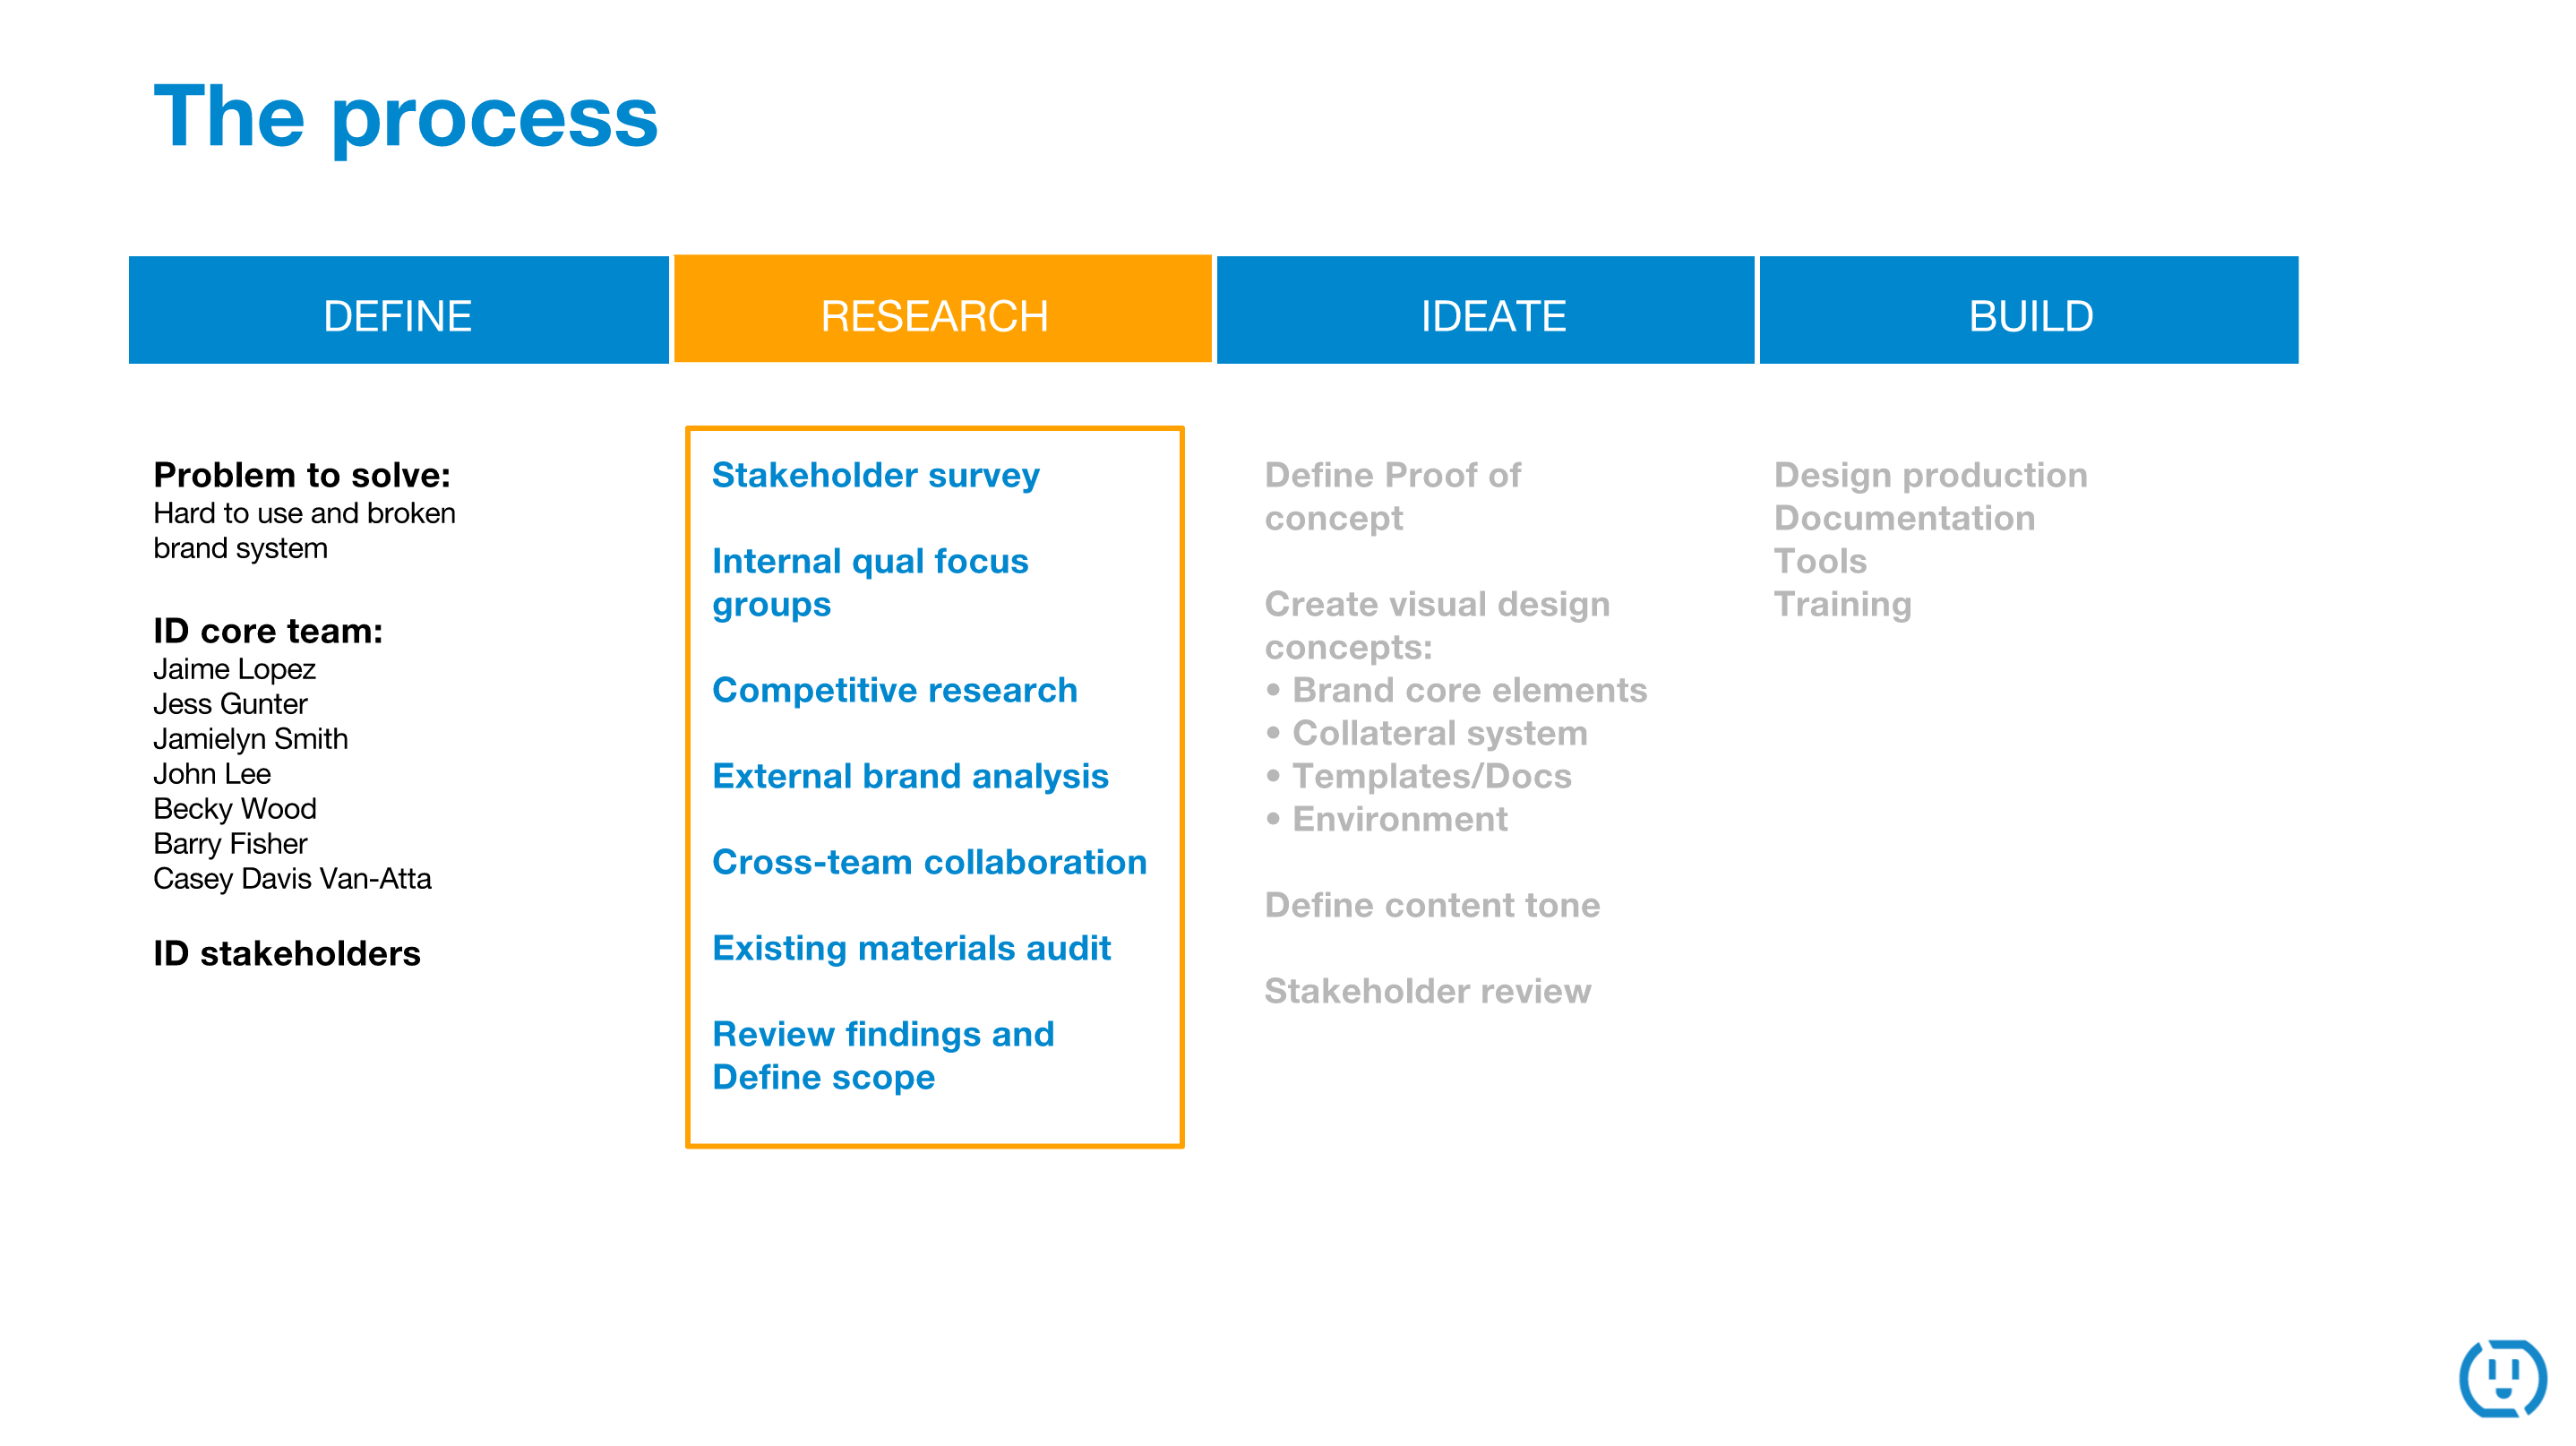 The process
DEFINE
RESEARCH
IDEATE
BUILD
Problem to solve:
Hard to use and broken
brand system
ID core team:
Jaime Lopez
Jess Gunter
Jamielyn Smith
John Lee
Becky Wood
Barry Fisher
Casey Davis Van-Atta
ID stakeholders
Stakeholder survey
Internal qual focus
groups
Competitive research
External brand analysis
Cross-team collaboration
Existing materials audit
Review findings and
Define scope
Define Proof of
concept
Create visual design
concepts:
• Brand core elements
• Collateral system
• Templates/Docs
• Environment
Define content tone
Stakeholder review
Design production
Documentation
Tools
Training